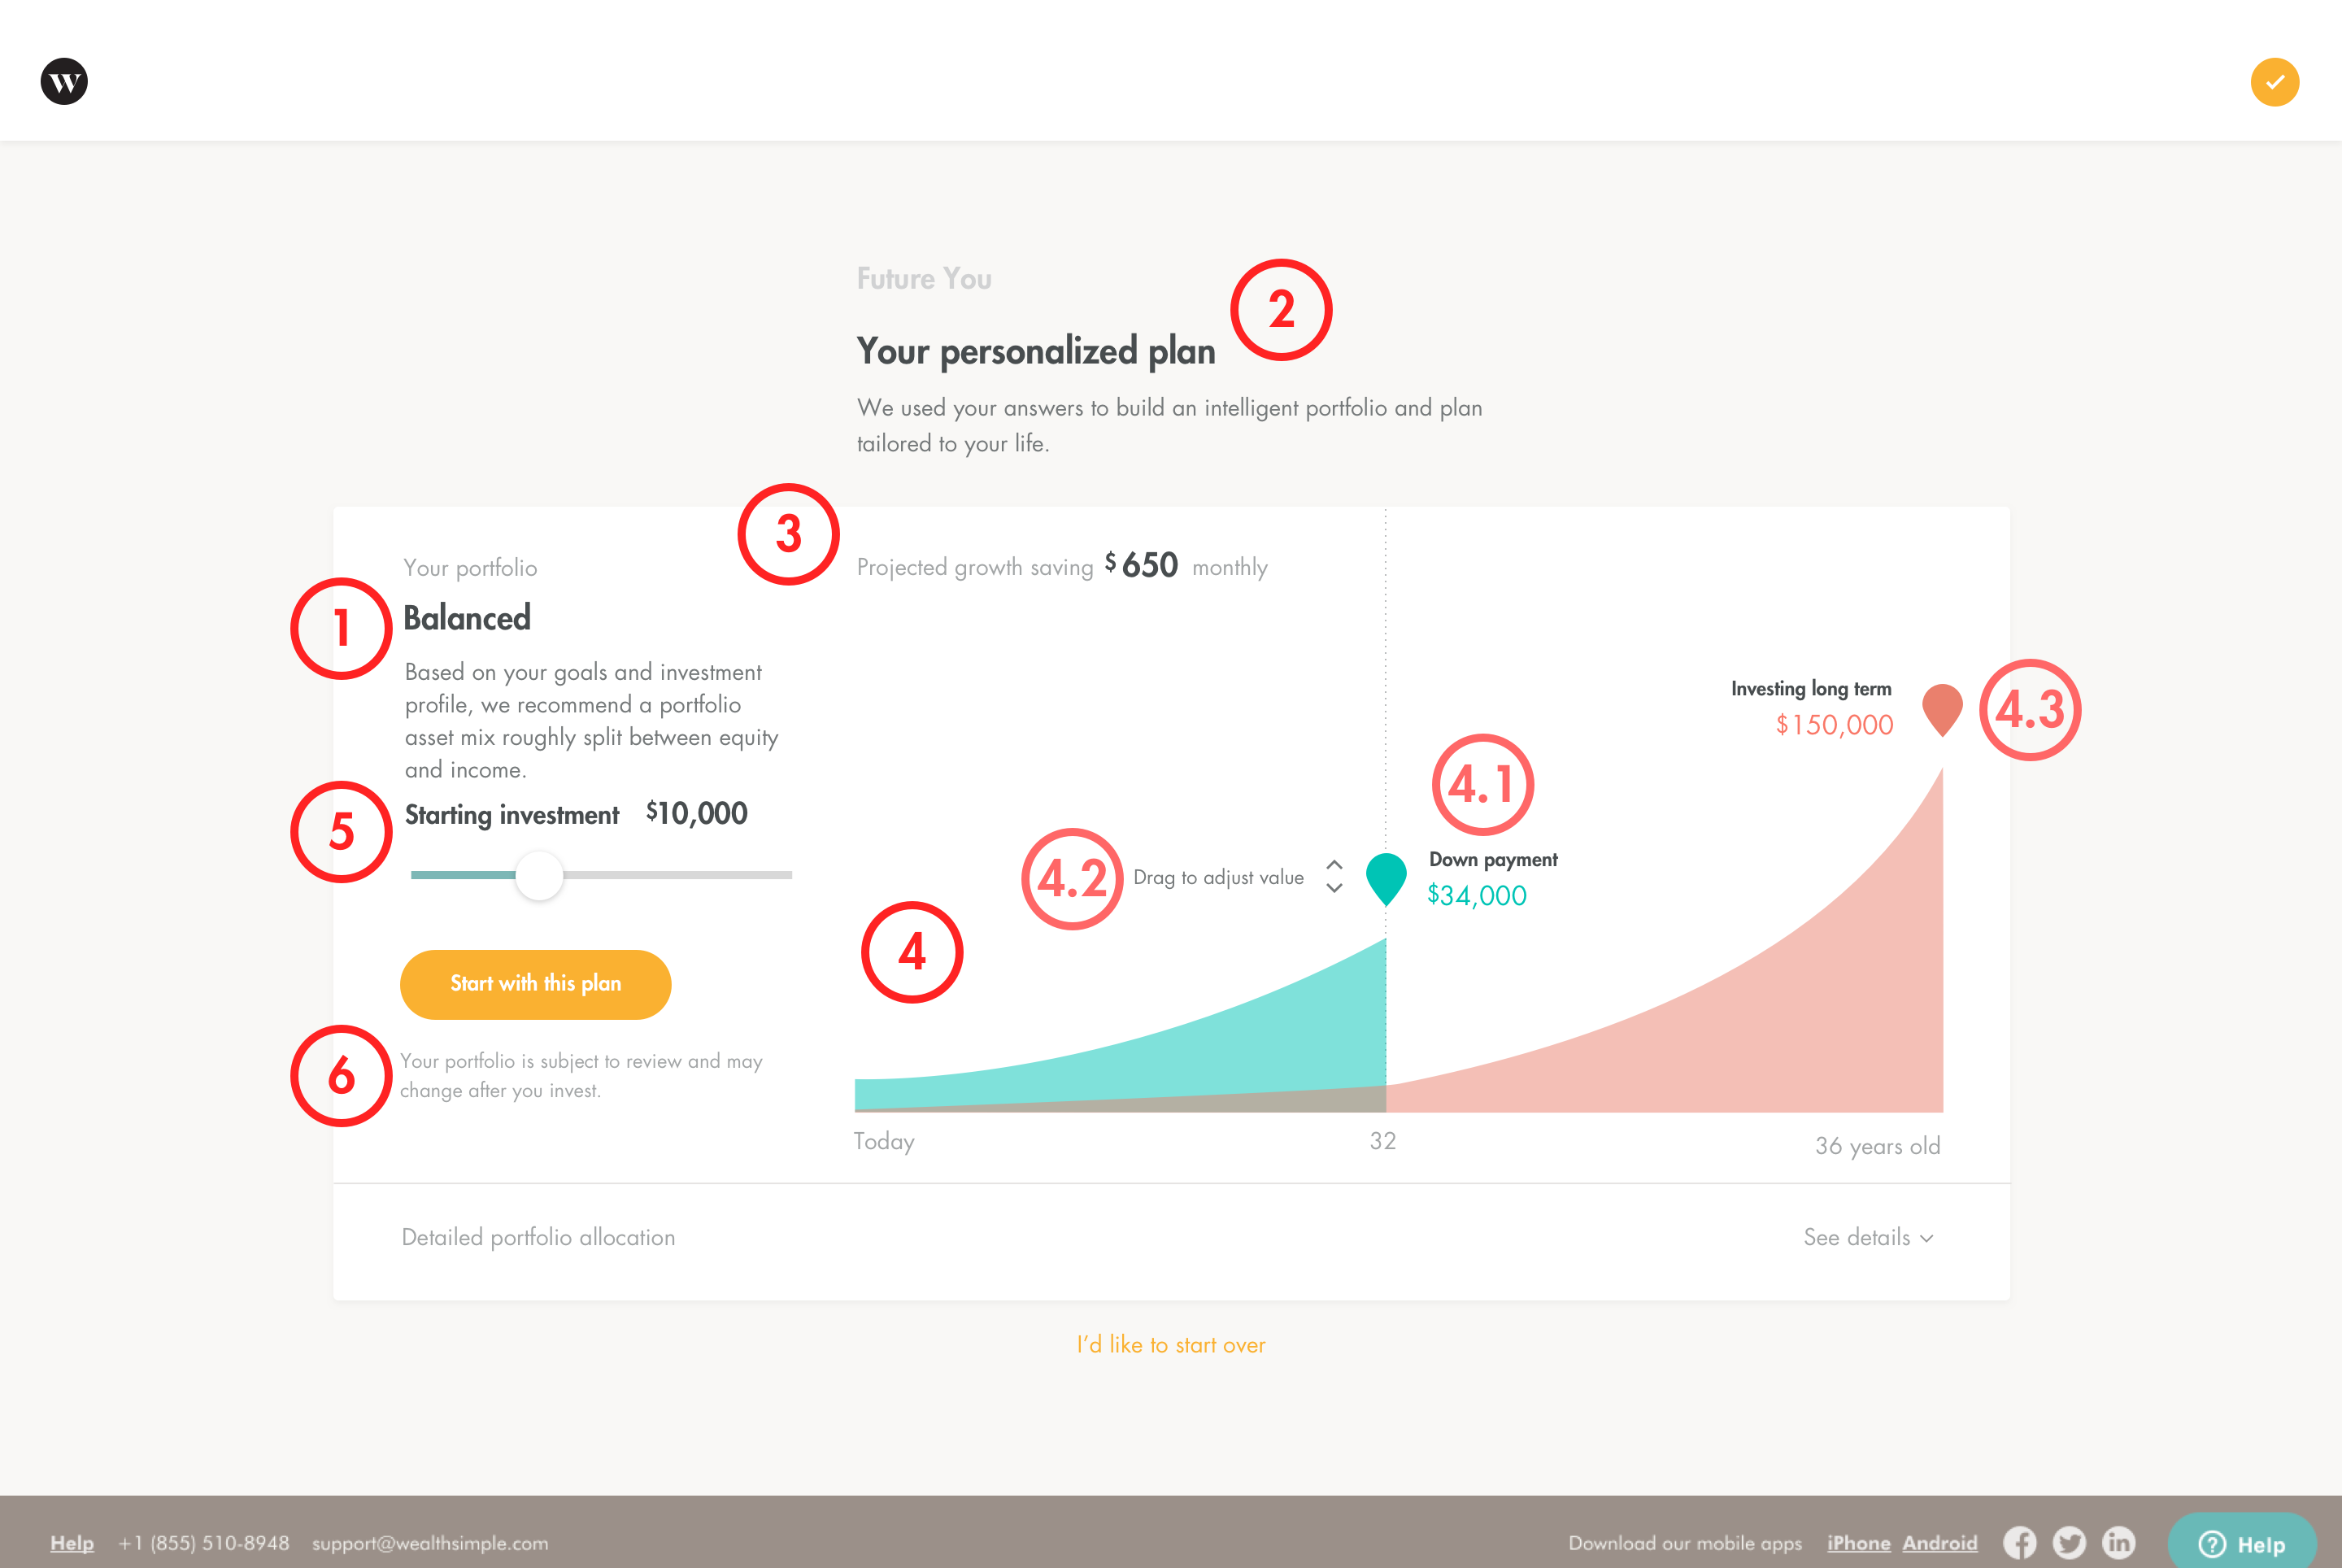 W
Future You
2
Your personalized plan
We used your answers to build an intelligent portfolio and plan
tailored to your life.
3
Your portfolio
1
Balanced
Based on your goals and investment
profile, we recommend a portfolio
asset mix roughly split between equity
and income.
5
Starting investment $10,000
Start with this plan
6
Your portfolio is subject to review and may
change after you invest.
Projected growth saving $650 monthly
Investing long term
$150,000
4.3
4.1
4.2
Drag to adjust value
Down payment
$34,000
4
Today
32
36 years old
Detailed portfolio allocation
See details
I’d like to start over
Help +1 (855) 510-8948 support@wealthsimple.com
Download our mobile apps iPhone Android
f
in
? Help